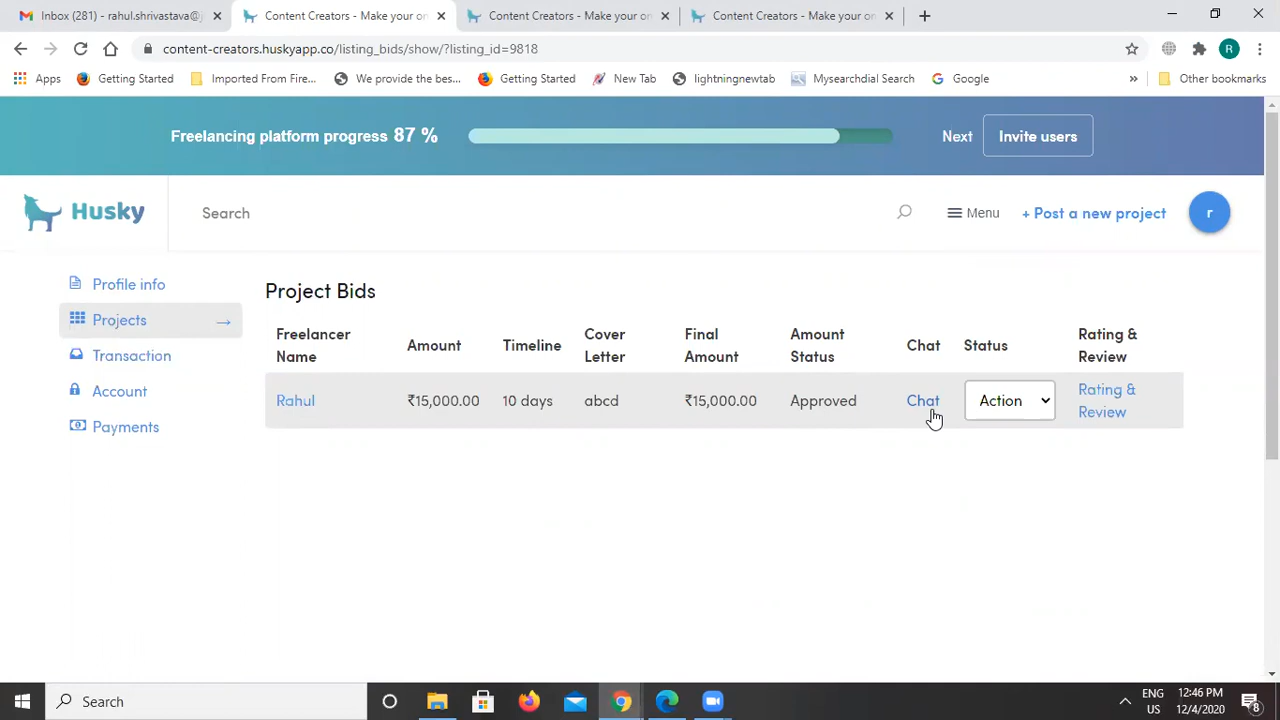 Inbox (281) - rahul.shrivastava@j
Content Creators - Make your on
Content Creators - Make your on
Content Creators - Make your on
content-creators.huskyapp.co/listing_bids/show/?listing_id=9818
R
Apps
Getting Started
Imported From Fire...
We provide the bes...
Getting Started
New Tab
lightningnewtab
Mysearchdial Search
Google
»
Other bookmarks
Freelancing platform progress 87 %
Next
Invite users
Husky
Search
Menu
+ Post a new project
r
Profile info
Projects →
Transaction
Account
Payments
Project Bids
Freelancer
Name
Amount
Timeline
Cover
Letter
Final
Amount
Amount
Status
Chat
Status
Rating &
Review
Rahul
₹15,000.00
10 days
abcd
₹15,000.00
Approved
Chat
Action
Rating &
Review
Search
ENG
US
12:46 PM
12/4/2020
8